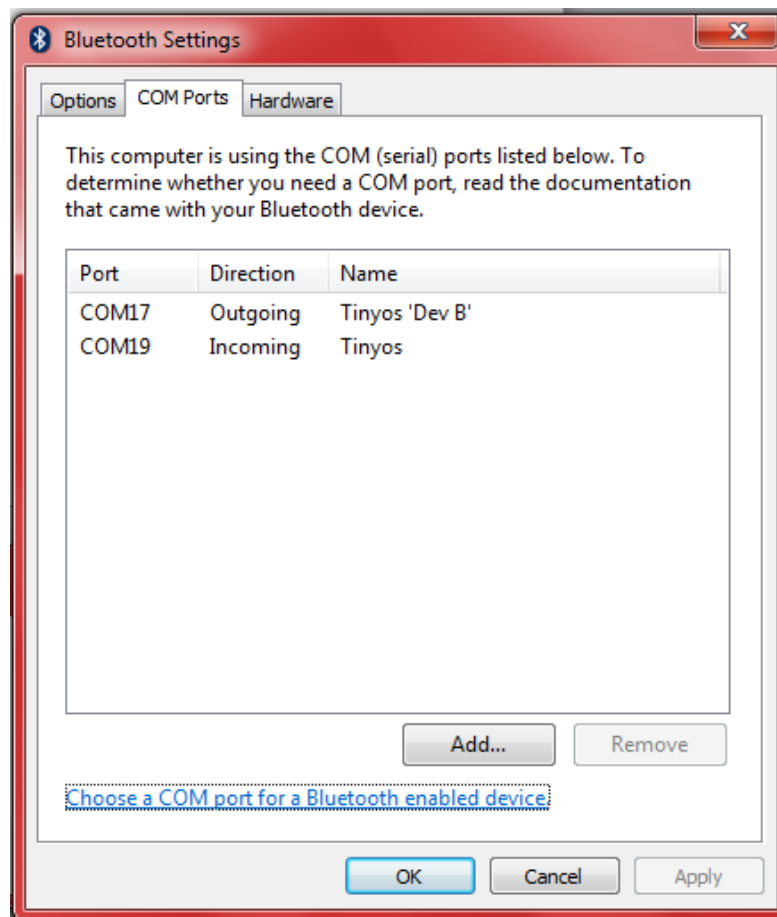 Bluetooth Settings
Options COM Ports Hardware
This computer is using the COM (serial) ports listed below. To
determine whether you need a COM port, read the documentation
that came with your Bluetooth device.
Port Direction Name
COM17 Outgoing Tinyos 'Dev B'
COM19 Incoming Tinyos
Add... Remove
Choose a COM port for a Bluetooth enabled device.
OK Cancel Apply